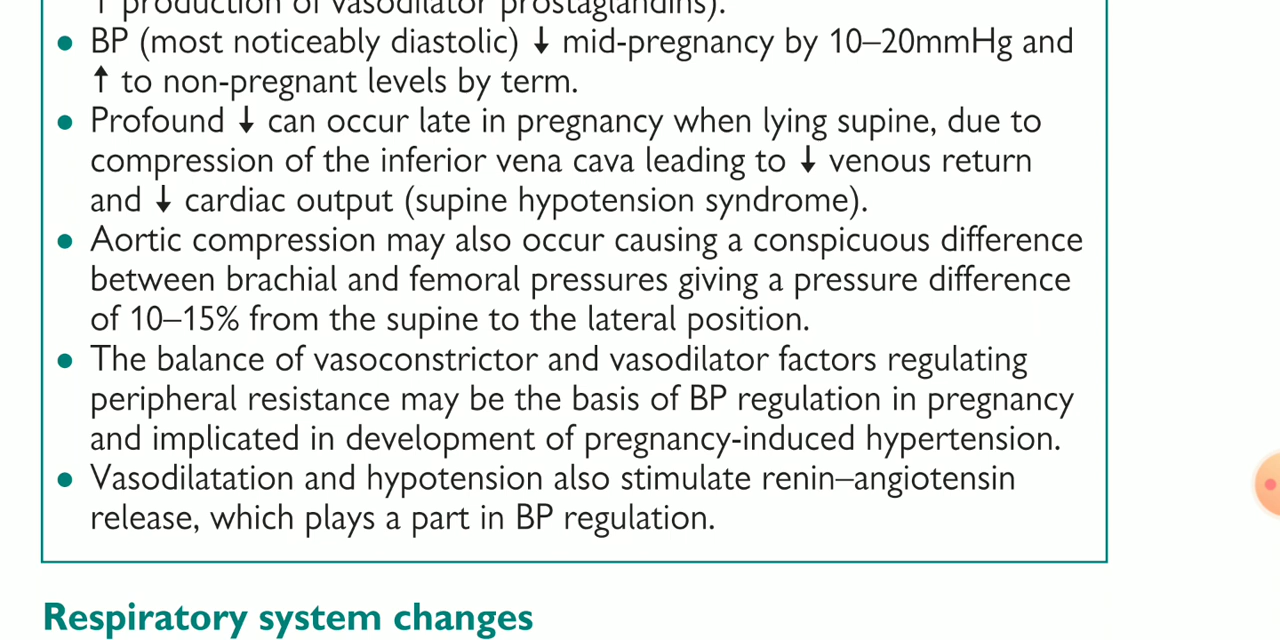 ↑ production of vasodilator prostaglandins).
• BP (most noticeably diastolic) ↓ mid-pregnancy by 10–20mmHg and
↑ to non-pregnant levels by term.
• Profound ↓ can occur late in pregnancy when lying supine, due to
compression of the inferior vena cava leading to ↓ venous return
and ↓ cardiac output (supine hypotension syndrome).
• Aortic compression may also occur causing a conspicuous difference
between brachial and femoral pressures giving a pressure difference
of 10–15% from the supine to the lateral position.
• The balance of vasoconstrictor and vasodilator factors regulating
peripheral resistance may be the basis of BP regulation in pregnancy
and implicated in development of pregnancy-induced hypertension.
• Vasodilatation and hypotension also stimulate renin–angiotensin
release, which plays a part in BP regulation.
Respiratory system changes